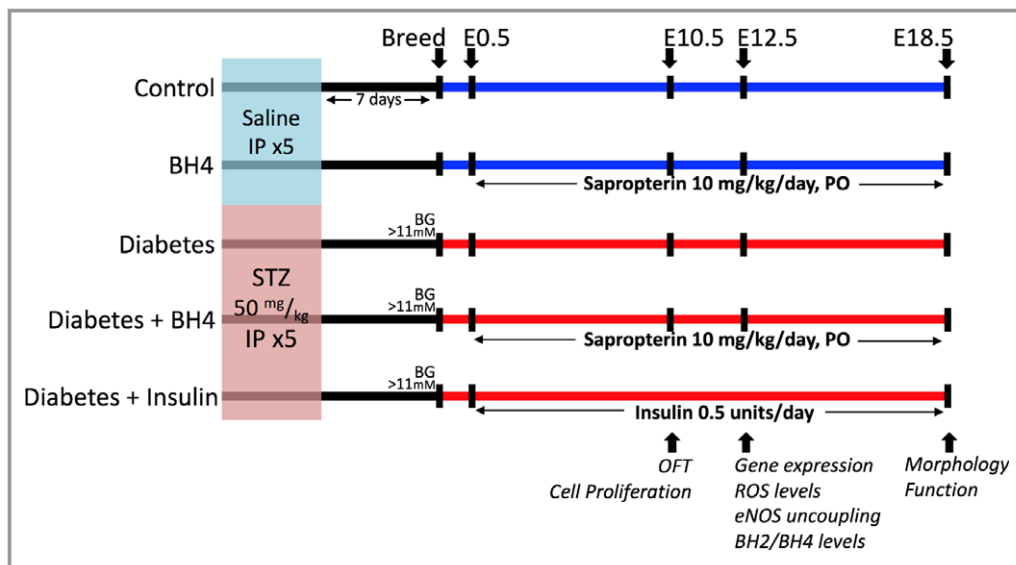 Breed E0.5 E10.5 E12.5 E18.5
Control
7 days
Saline
IP x5
BH4
Sapropterin 10 mg/kg/day, PO
Diabetes
BG
>11mM
STZ
50 mg/kg
IP x5
Diabetes + BH4
BG
>11mM
Sapropterin 10 mg/kg/day, PO
Diabetes + Insulin
BG
>11mM
Insulin 0.5 units/day
OFT
Cell Proliferation
Gene expression
ROS levels
eNOS uncoupling
BH2/BH4 levels
Morphology
Function